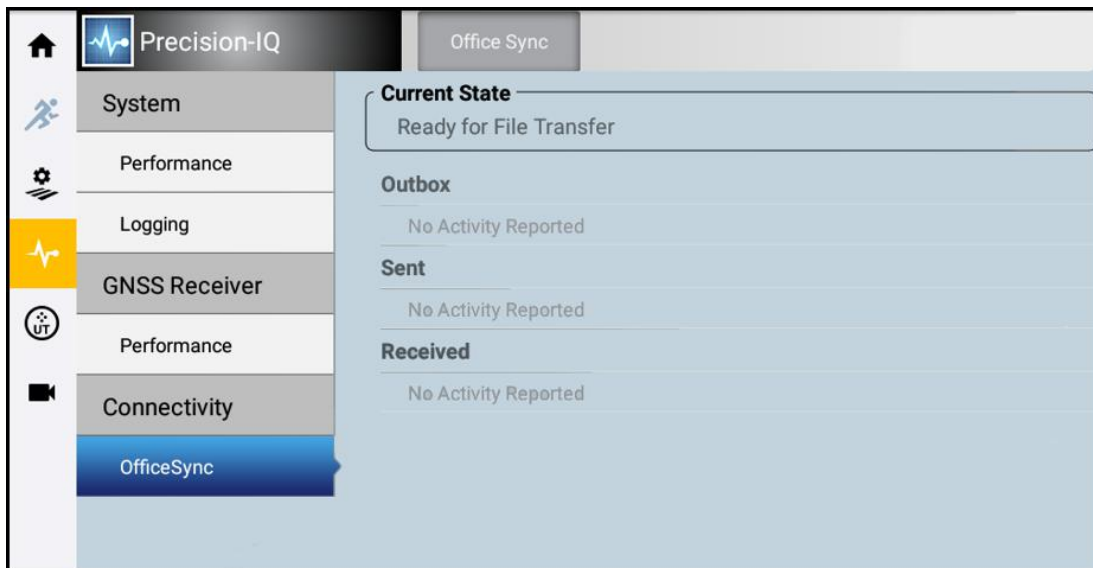 Precision-IQ
Office Sync
System
Performance
Logging
GNSS Receiver
Performance
Connectivity
OfficeSync
Current State
Ready for File Transfer
Outbox
No Activity Reported
Sent
No Activity Reported
Received
No Activity Reported
UT